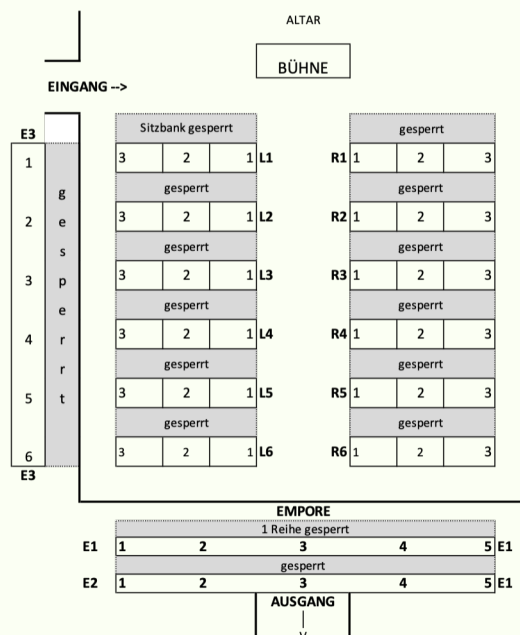 ALTAR
BÜHNE
EINGANG -->
E3
Sitzbank gesperrt gesperrt
1 3 2 1 L1 R1 1 2 3
gesperrt gesperrt
2 3 2 1 L2 R2 1 2 3
gesperrt gesperrt
3 3 2 1 L3 R3 1 2 3
gesperrt gesperrt
4 3 2 1 L4 R4 1 2 3
gesperrt gesperrt
5 3 2 1 L5 R5 1 2 3
gesperrt gesperrt
6 3 2 1 L6 R6 1 2 3
E3
g
e
s
p
e
r
r
t
EMPORE
1 Reihe gesperrt
E1 1 2 3 4 5 E1
gesperrt
E2 1 2 3 4 5 E1
AUSGANG